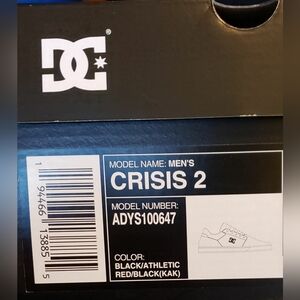 DC
®
MODEL NAME: MEN'S
CRISIS 2
MODEL NUMBER:
ADYS100647
COLOR:
BLACK/ATHLETIC
RED/BLACK(KAK)
1 94466 13885 5
DC